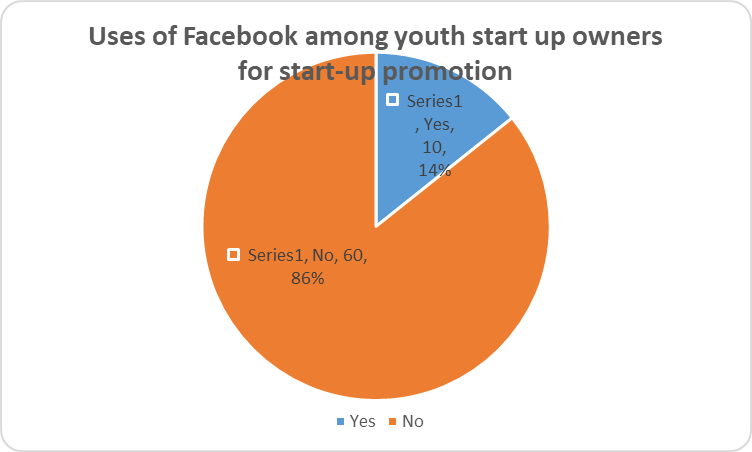 Uses of Facebook among youth start up owners
for start-up promotion
Series1
, Yes,
10,
14%
Series1, No, 60,
86%
Yes No